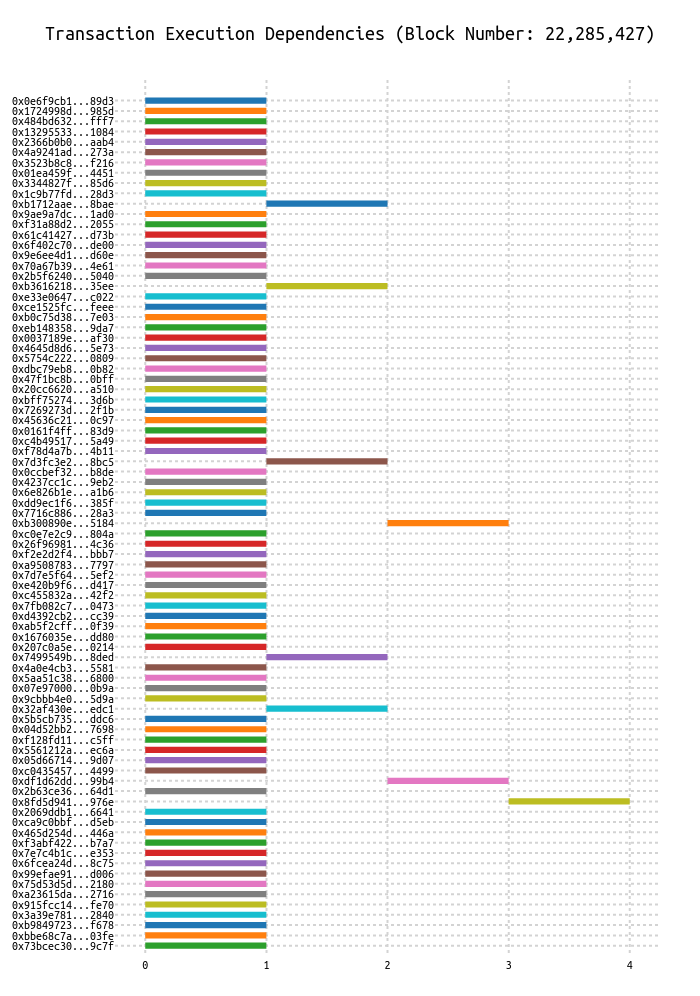 Transaction Execution Dependencies (Block Number: 22,285,427)
0x0e6f9cb1...89d3
0x1724998d...985d
0x484bd632...fff7
0x13295533...1084
0x2366b0b0...aab4
0x4a9241ad...273a
0x3523b8c8...f216
0x01ea459f...4451
0x3344827f...85d6
0x1c9b77fd...28d3
0xb1712aae...8bae
0x9ae9a7dc...1ad0
0xf31a88d2...2055
0x61c41427...d73b
0x6f402c70...de00
0x9e6ee4d1...d60e
0x70a67b39...4e61
0x2b5f6240...5040
0xb3616218...35ee
0xe33e0647...c022
0xce1525fc...feee
0xb0c75d38...7e03
0xeb148358...9da7
0x0037189e...af30
0x4645d8d6...5e73
0x5754c222...0809
0xdbc79eb8...0b82
0x47f1bc8b...0bff
0x20cc6620...a510
0xbff75274...3d6b
0x7269273d...2f1b
0x45636c21...0c97
0x0161f4ff...83d9
0xc4b49517...5a49
0xf78d4a7b...4b11
0x7d3fc3e2...8bc5
0x0ccbef32...b8de
0x4237cc1c...9eb2
0x6e826b1e...a1b6
0xdd9ec1f6...385f
0x7716c886...28a3
0xb300890e...5184
0xc0e7e2c9...804a
0x26f96981...4c36
0xf2e2d2f4...bbb7
0xa9508783...7797
0x7d7e5f64...5ef2
0xe420b9f6...d417
0xc455832a...42f2
0x7fb082c7...0473
0xd4392cb2...cc39
0xab5f2cff...0f39
0x1676035e...dd80
0x207c0a5e...0214
0x7499549b...8ded
0x4a0e4cb3...5581
0x5aa51c38...6800
0x07e97000...0b9a
0x9cbbb4e0...5d9a
0x32af430e...edc1
0x5b5cb735...ddc6
0x04d52bb2...7698
0xf128fd11...c5ff
0x5561212a...ec6a
0x05d66714...9d07
0xc0435457...4499
0xdf1d62dd...99b4
0x2b63ce36...64d1
0x8fd5d941...976e
0x2069ddb1...6641
0xca9c0bbf...d5eb
0x465d254d...446a
0xf3abf422...b7a7
0x7e7c4b1c...e353
0x6fcea24d...8c75
0x99efae91...d006
0x75d53d5d...2180
0xa23615da...2716
0x915fcc14...fe70
0x3a39e781...2840
0xb9849723...f678
0xbbe68c7a...03fe
0x73bcec30...9c7f
0 1 2 3 4